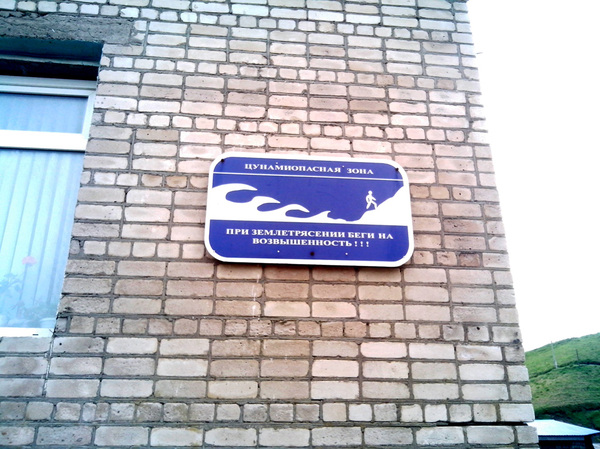 ЦУНАМИОПАСНАЯ ЗОНА
ПРИ ЗЕМЛЕТРЯСЕНИИ БЕГИ НА
ВОЗВЫШЕННОСТЬ!!!